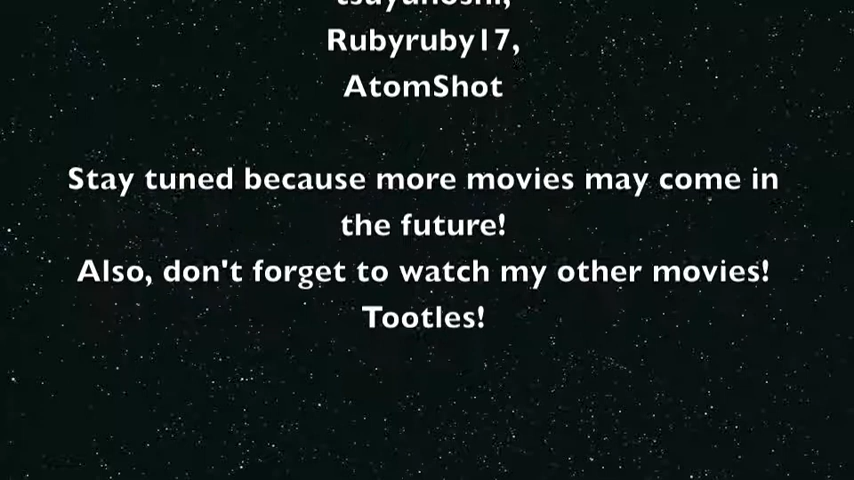 Rubyruby17,
AtomShot
Stay tuned because more movies may come in
the future!
Also, don't forget to watch my other movies!
Tootles!